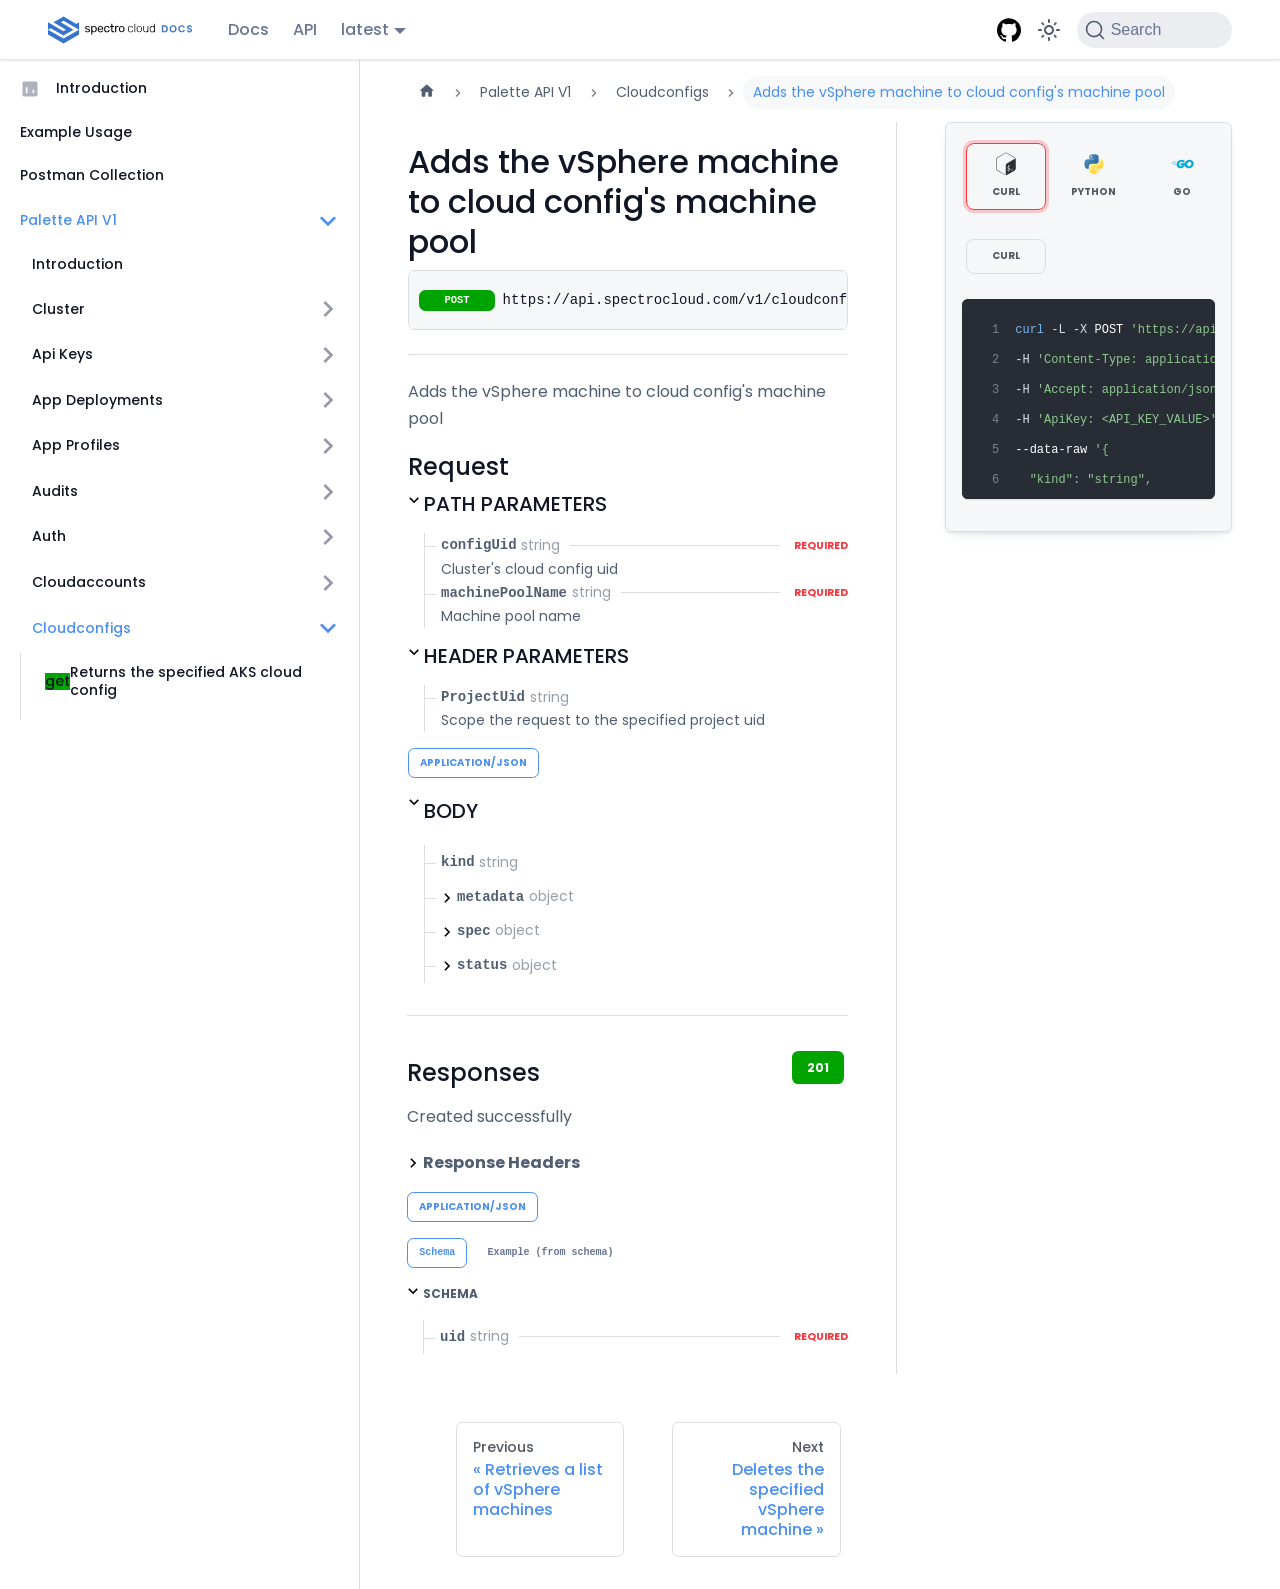 spectro cloud DOCS Docs API latest Search
Introduction
Example Usage
Postman Collection
Palette API V1
Introduction
Cluster
Api Keys
App Deployments
App Profiles
Audits
Auth
Cloudaccounts
Cloudconfigs
get Returns the specified AKS cloud
config
Palette API V1 Cloudconfigs Adds the vSphere machine to cloud config's machine pool
Adds the vSphere machine
to cloud config's machine
pool
POST https://api.spectrocloud.com/v1/cloudconf
Adds the vSphere machine to cloud config's machine
pool
Request
PATH PARAMETERS
configUid string REQUIRED
Cluster's cloud config uid
machinePoolName string REQUIRED
Machine pool name
HEADER PARAMETERS
ProjectUid string
Scope the request to the specified project uid
APPLICATION/JSON
BODY
kind string
metadata object
spec object
status object
Responses
201
Created successfully
Response Headers
APPLICATION/JSON
Schema Example (from schema)
SCHEMA
uid string REQUIRED
CURL PYTHON GO
CURL
1 curl -L -X POST 'https://api
2 -H 'Content-Type: applicatio
3 -H 'Accept: application/json
4 -H 'ApiKey: <API_KEY_VALUE>'
5 --data-raw '{
6 "kind": "string",
Previous
« Retrieves a list
of vSphere
machines
Next
Deletes the
specified
vSphere
machine »